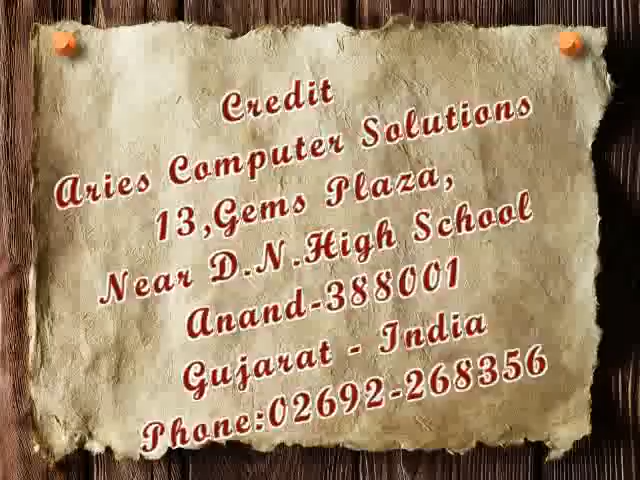 Credit
Aries Computer Solutions
13,Gems Plaza,
Near D.N.High School
Anand-388001
Gujarat - India
Phone:02692-268356